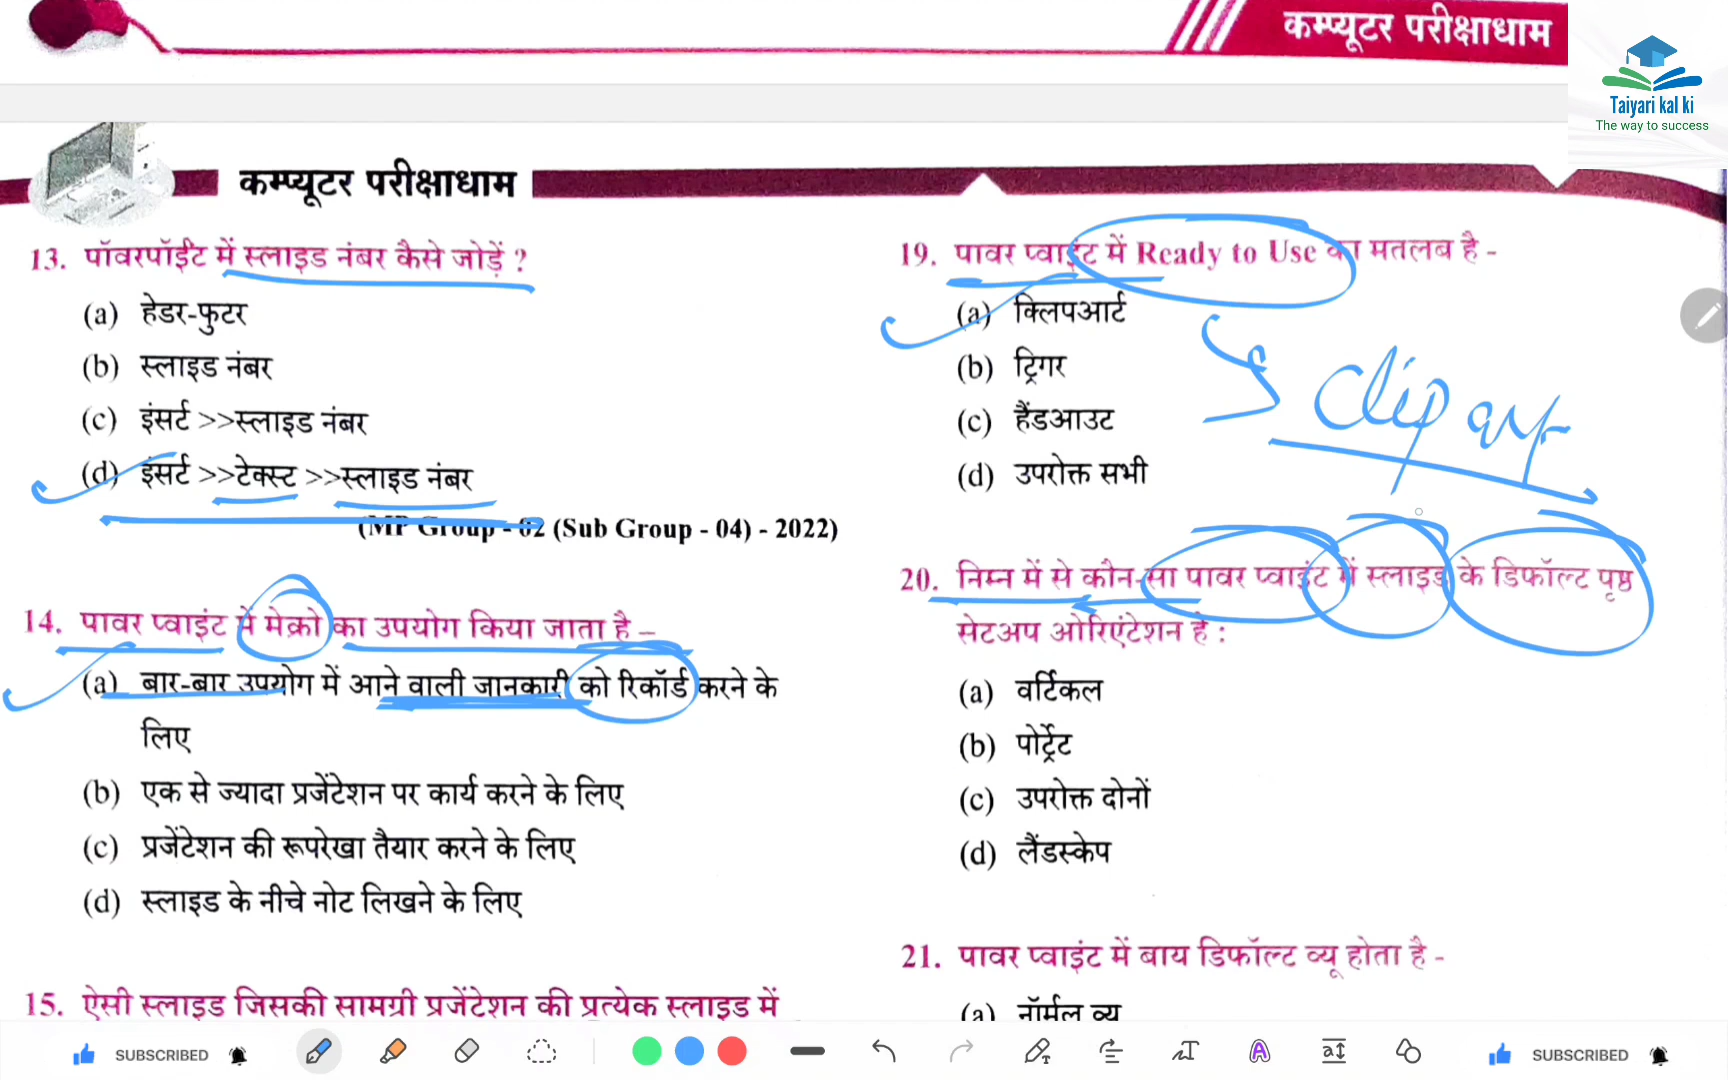 कम्प्यूटर परीक्षाधाम
Taiyari kal ki
The way to success
कम्प्यूटर परीक्षाधाम
13. पॉवरपॉईंट में स्लाइड नंबर कैसे जोड़ें ?
(a) हेडर-फुटर
(b) स्लाइड नंबर
(c) इंसर्ट >>स्लाइड नंबर
(d) इंसर्ट >>टेक्स्ट >>स्लाइड नंबर
(MP Group - 02 (Sub Group - 04) - 2022)
14. पावर प्वाइंट में मेक्रो का उपयोग किया जाता है –
(a) बार-बार उपयोग में आने वाली जानकारी को रिकॉर्ड करने के
लिए
(b) एक से ज्यादा प्रजेंटेशन पर कार्य करने के लिए
(c) प्रजेंटेशन की रूपरेखा तैयार करने के लिए
(d) स्लाइड के नीचे नोट लिखने के लिए
15. ऐसी स्लाइड जिसकी सामग्री प्रजेंटेशन की प्रत्येक स्लाइड में
19. पावर प्वाइंट में Ready to Use का मतलब है -
(a) क्लिपआर्ट
(b) ट्रिगर
(c) हैंडआउट
(d) उपरोक्त सभी
clip art
20. निम्न में से कौन-सा पावर प्वाइंट में स्लाइड के डिफॉल्ट पृष्ठ
सेटअप ओरिएंटेशन है :
(a) वर्टिकल
(b) पोर्ट्रेट
(c) उपरोक्त दोनों
(d) लैंडस्केप
21. पावर प्वाइंट में बाय डिफॉल्ट व्यू होता है -
(a) नॉर्मल व्यू
SUBSCRIBED
SUBSCRIBED